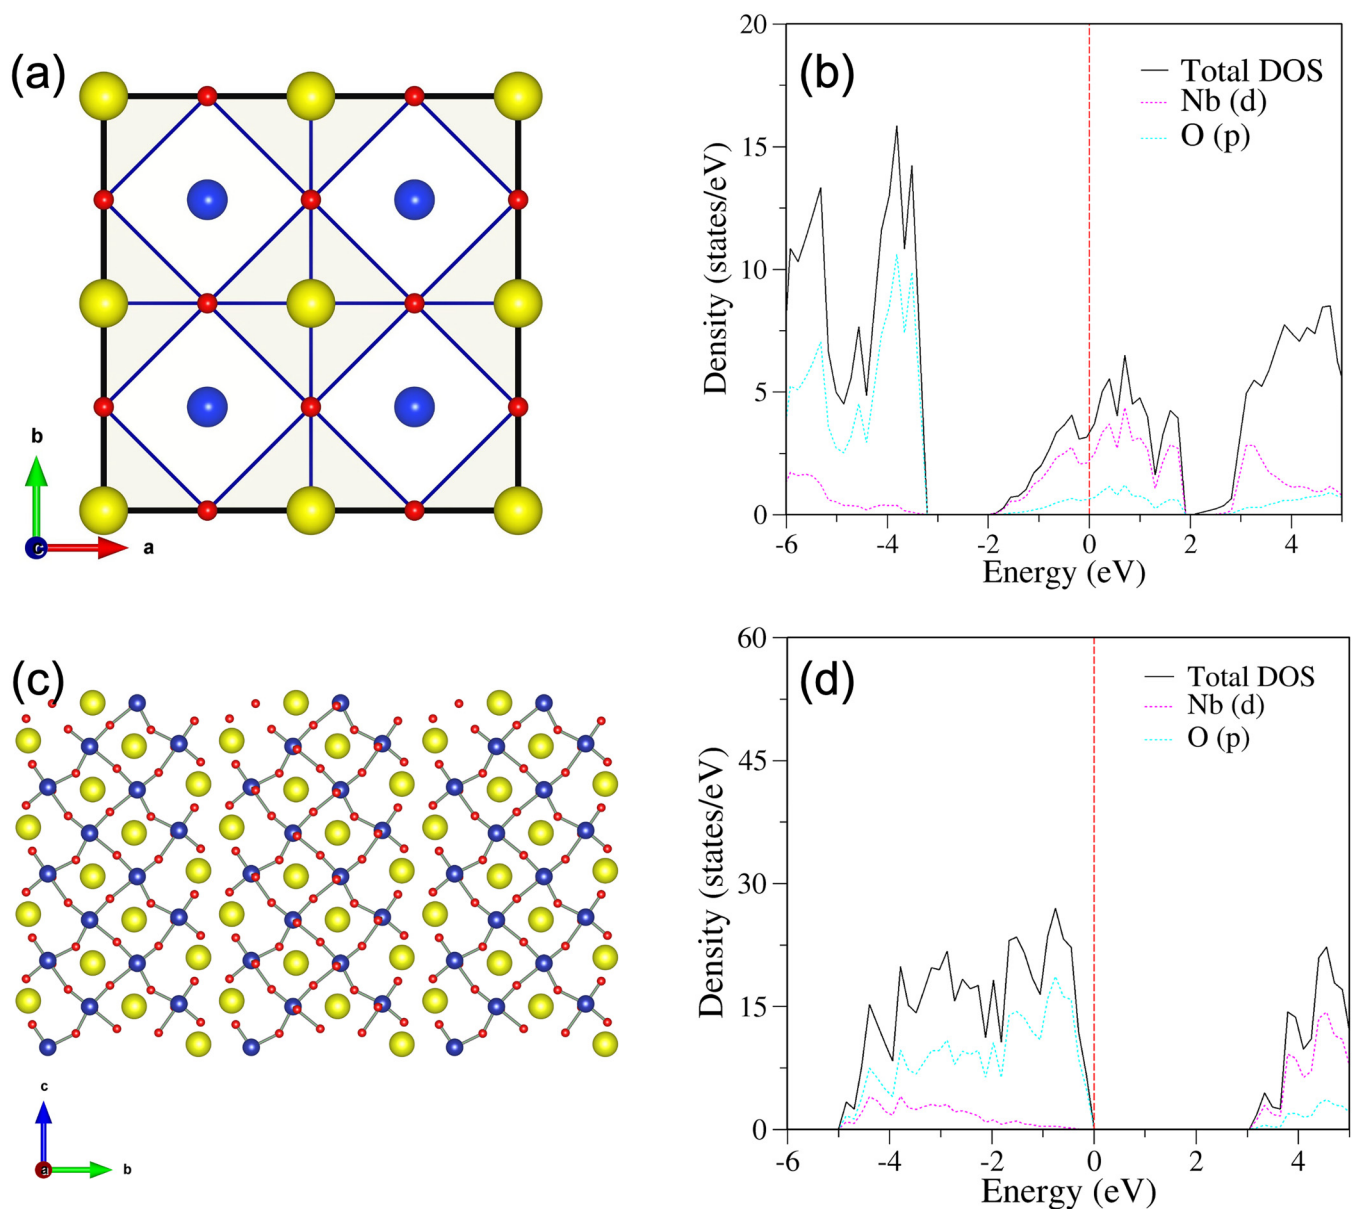 (a)
b
c
a
(b)
20
15
10
5
0
Density (states/eV)
Total DOS
Nb (d)
O (p)
-6
-4
-2
0
2
4
Energy (eV)
(c)
c
a
b
(d)
60
45
30
15
0
Density (states/eV)
Total DOS
Nb (d)
O (p)
-6
-4
-2
0
2
4
Energy (eV)